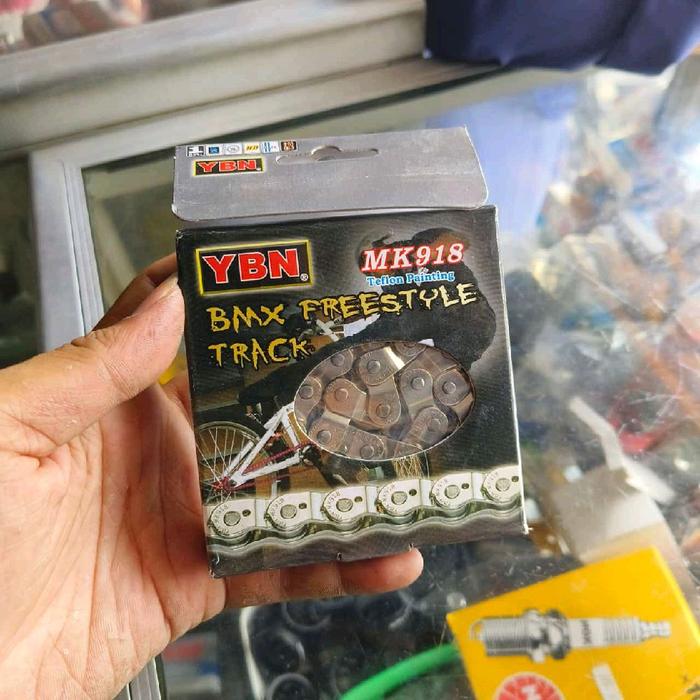 YBN
YBN®
MK918
Teflon Painting
BMX FREESTYLE
TRACK